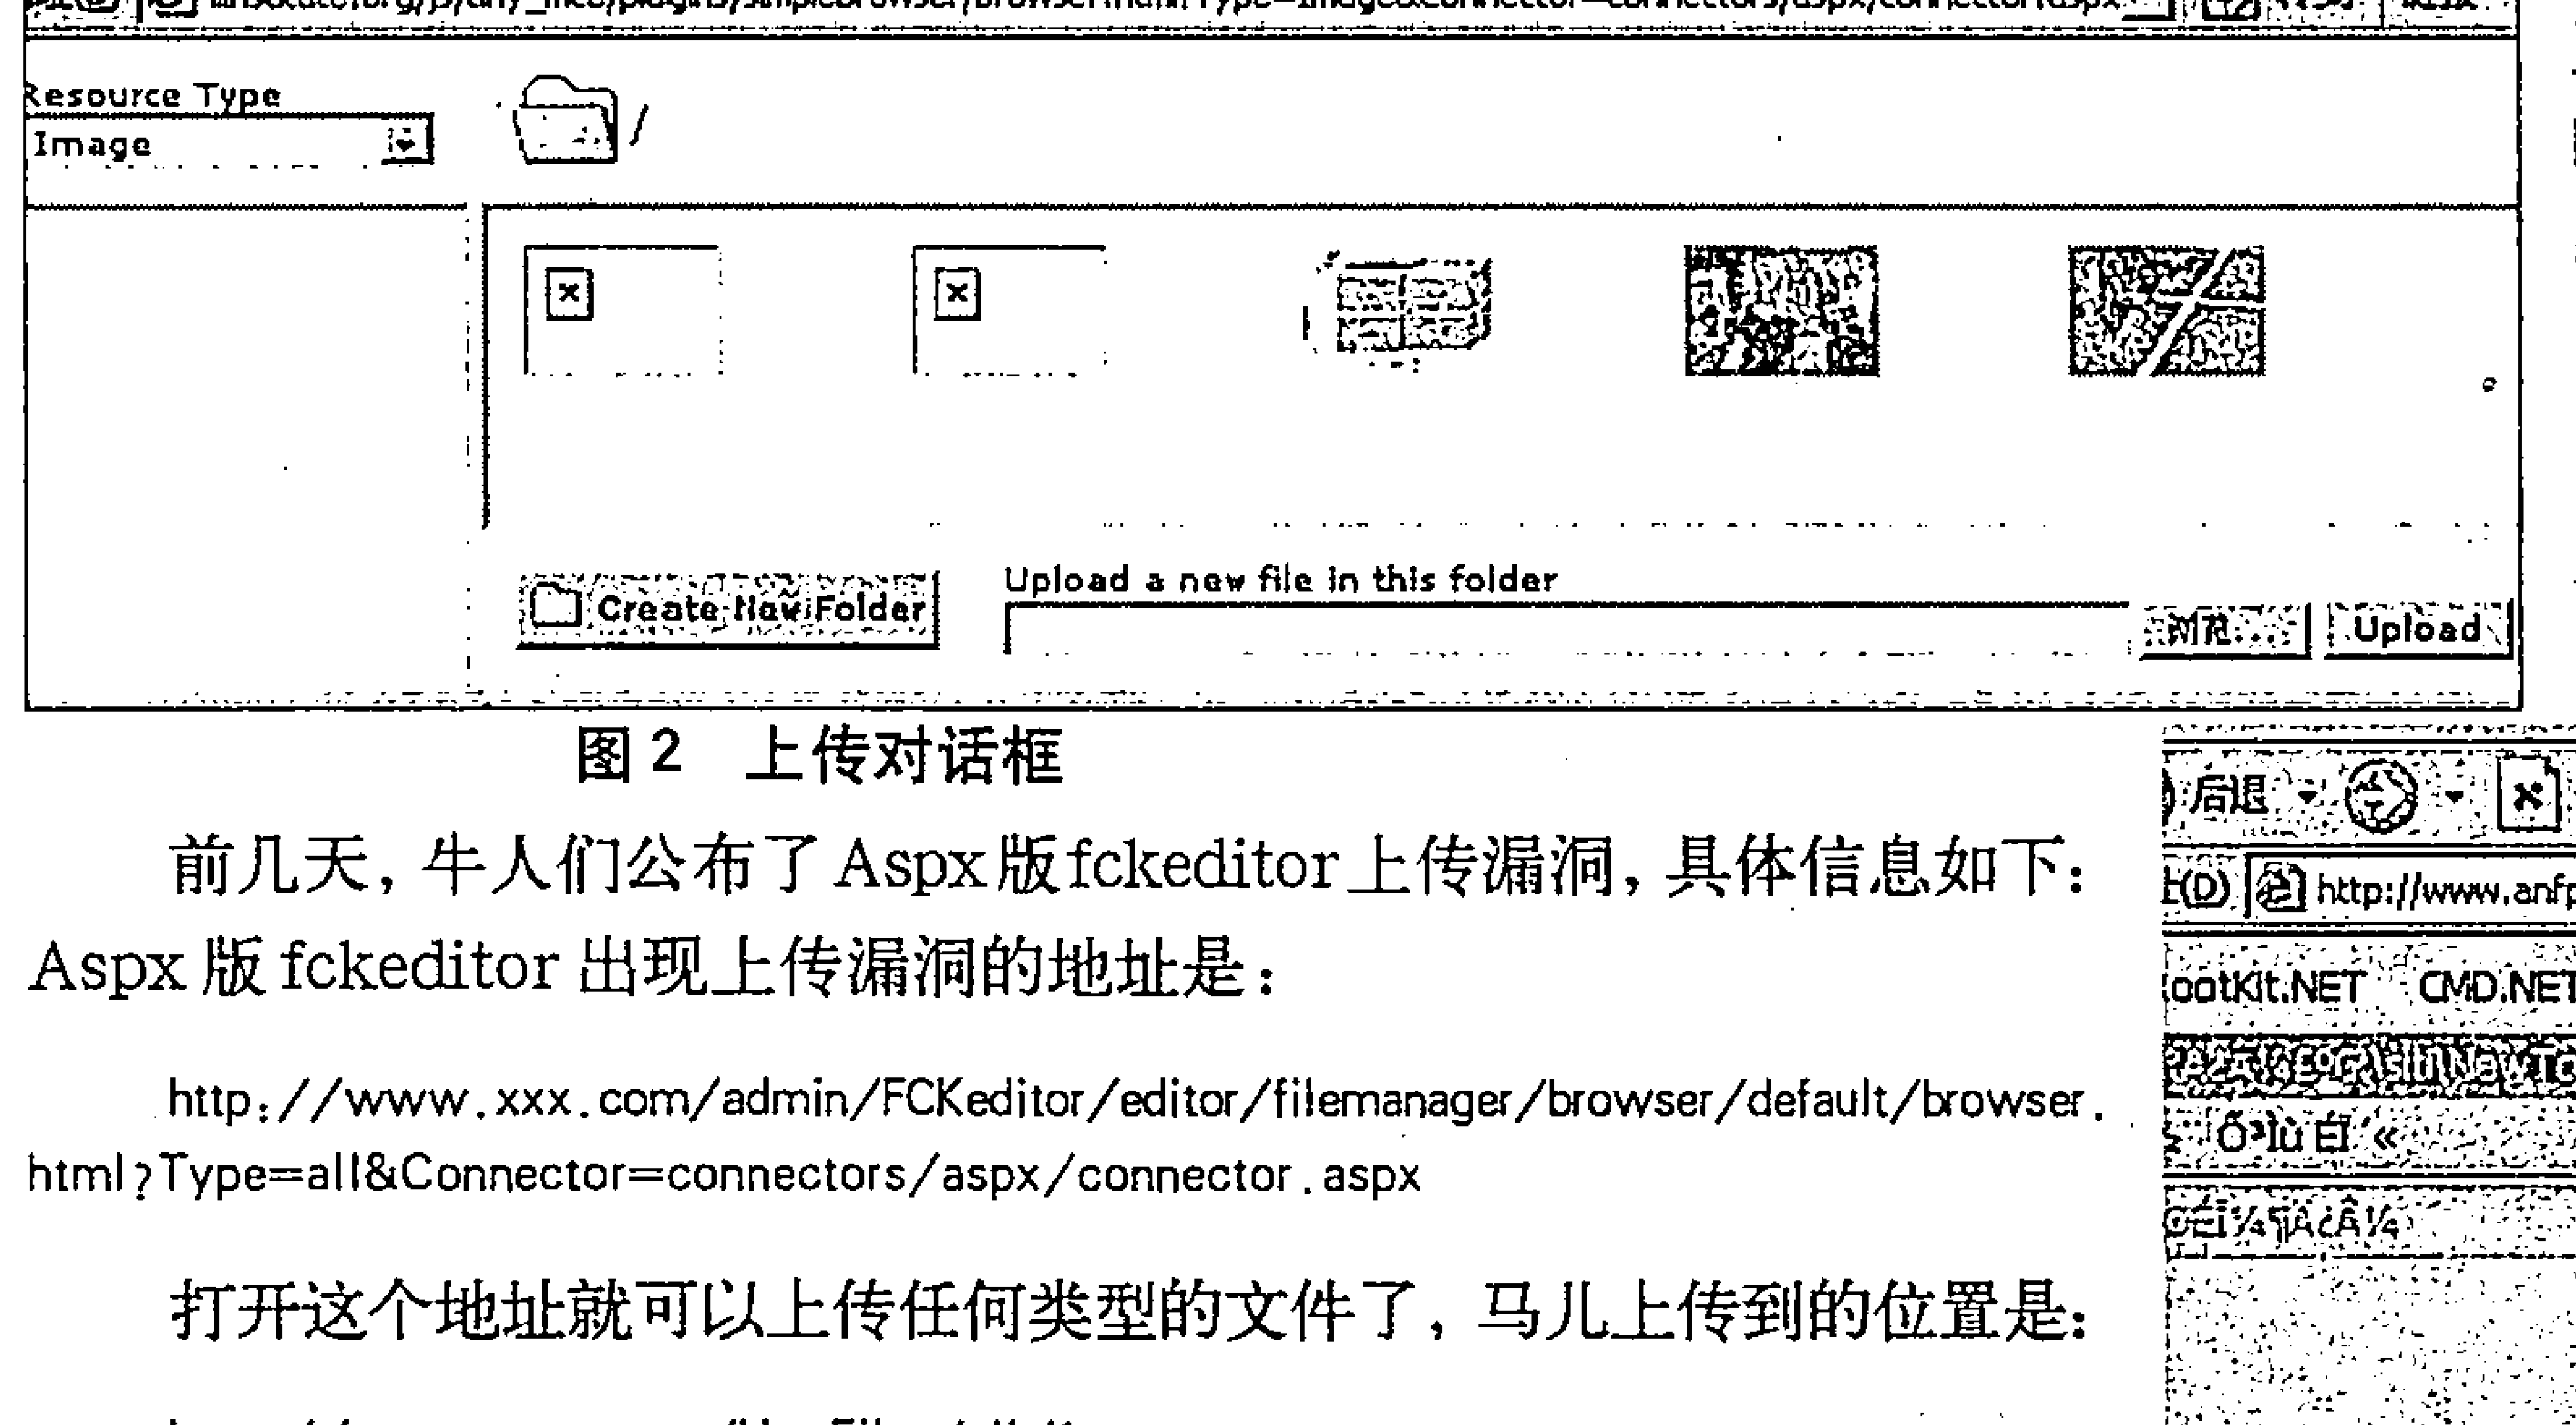 Resource Type
/
Image
Create New Folder
Upload a new file in this folder
Upload
图2 上传对话框
前几天，牛人们公布了Aspx版fckeditor上传漏洞，具体信息如下：
Aspx 版 fckeditor 出现上传漏洞的地址是：
http://www.xxx.com/admin/FCKeditor/editor/filemanager/browser/default/browser.
html?Type=all&Connector=connectors/aspx/connector.aspx
打开这个地址就可以上传任何类型的文件了，马儿上传到的位置是：
后退
(D) http://www.anfp
ootKit.NET CMD.NET